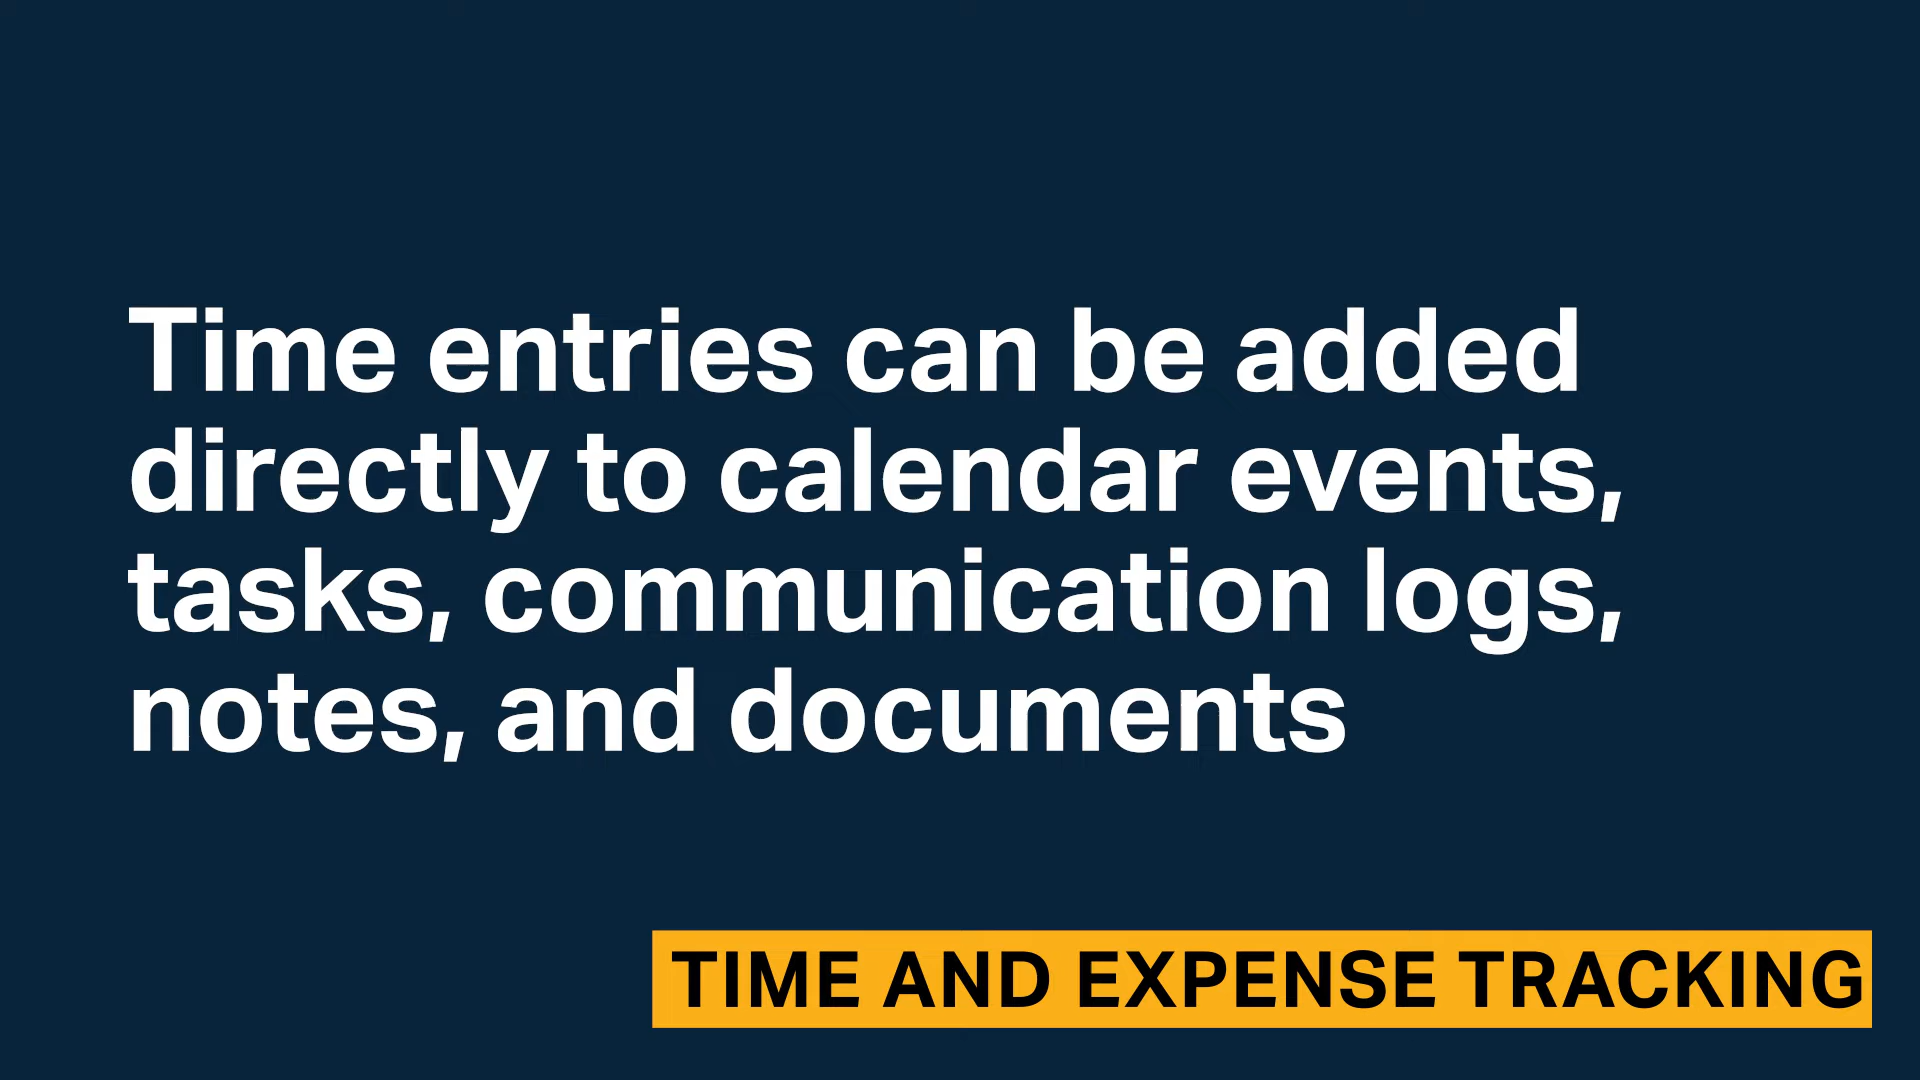 Time entries can be added
directly to calendar events,
tasks, communication logs,
notes, and documents
TIME AND EXPENSE TRACKING